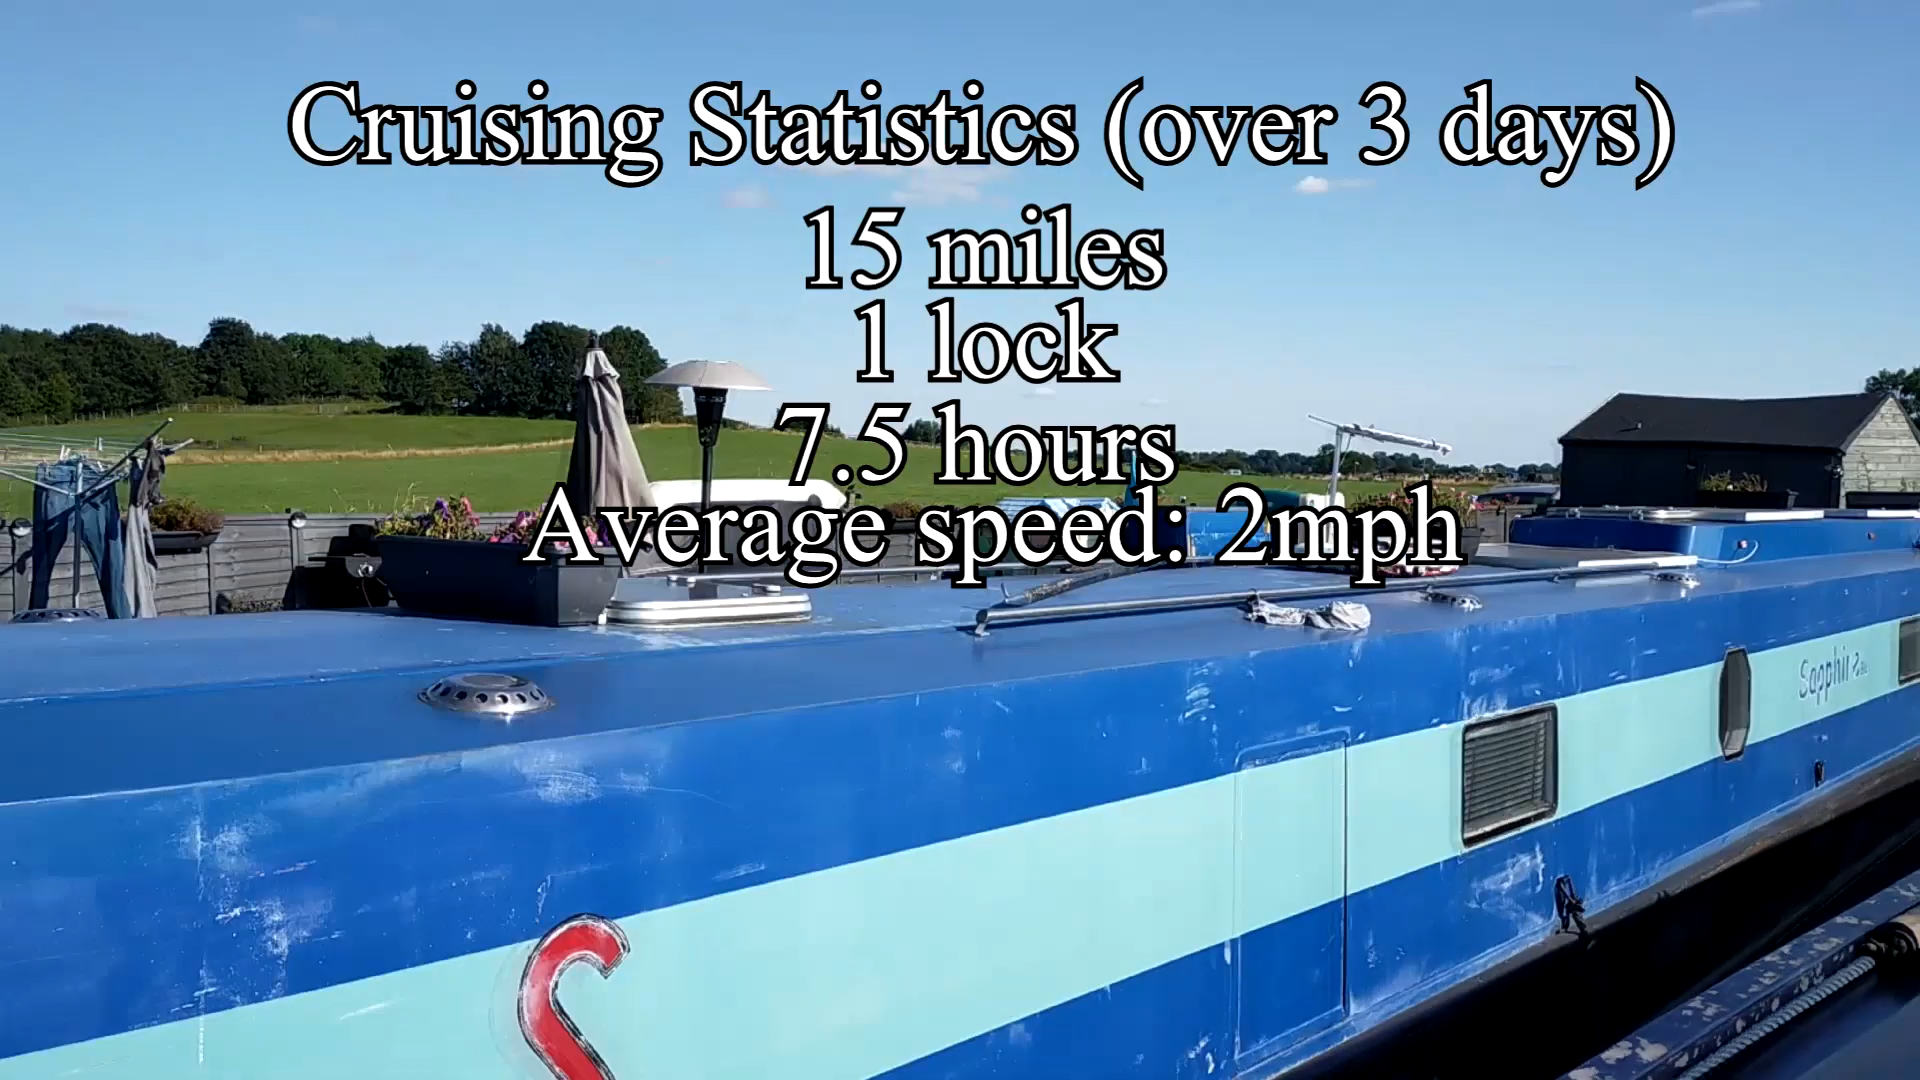 Cruising Statistics (over 3 days)
15 miles
1 lock
7.5 hours
Average speed: 2mph